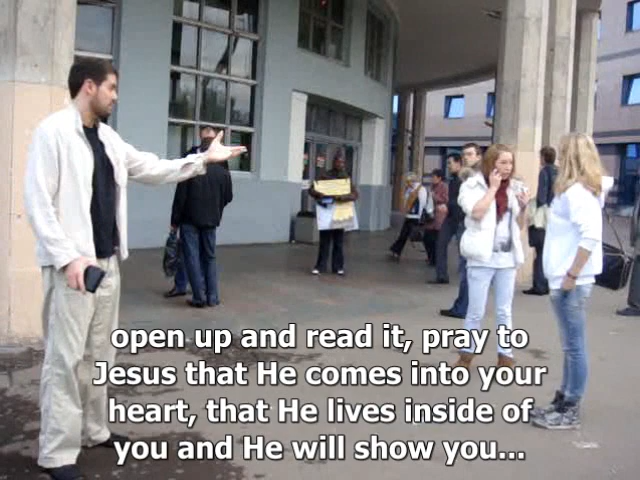 open up and read it, pray to
Jesus that He comes into your
heart, that He lives inside of
you and He will show you...